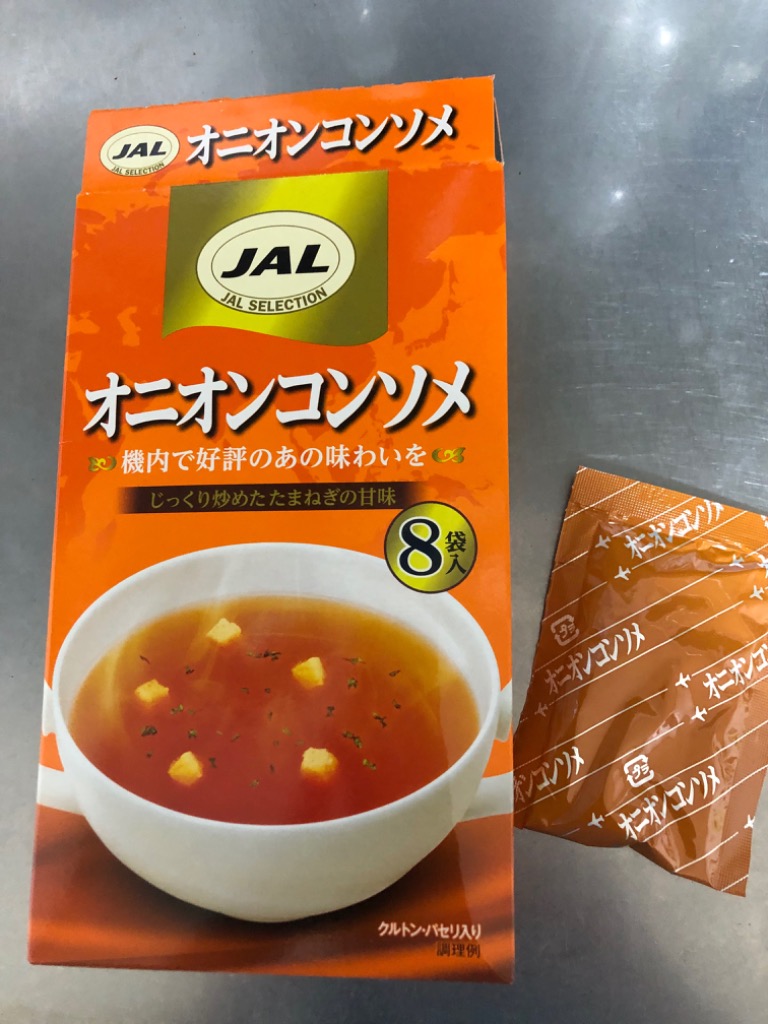 JAL オニオンコンソメ
JAL SELECTION
JAL
JAL SELECTION
オニオンコンソメ
機内で好評のあの味わいを
じっくり炒めたたまねぎの甘味
8袋入
クルトン・パセリ入り
調理例
オニオンコンソメ
プラ
オニオンコンソメ
オニオンコン
オニオンコンソメ
プラ
オニオンコンソメ